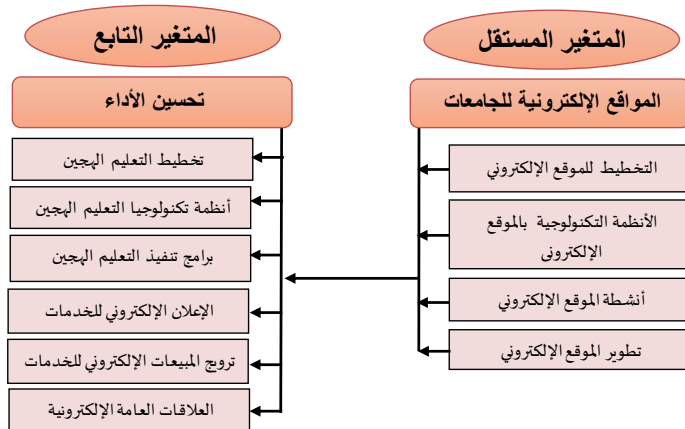 المتغير المستقل
المواقع الإلكترونية للجامعات
التخطيط للموقع الإلكتروني
الأنظمة التكنولوجية بالموقع
الإلكترونى
أنشطة الموقع الإلكتروني
تطوير الموقع الإلكتروني
المتغير التابع
تحسين الأداء
تخطيط التعليم الهجين
أنظمة تكنولوجيا التعليم الهجين
برامج تنفيذ التعليم الهجين
الإعلان الإلكتروني للخدمات
ترويج المبيعات الإلكتروني للخدمات
العلاقات العامة الإلكترونية